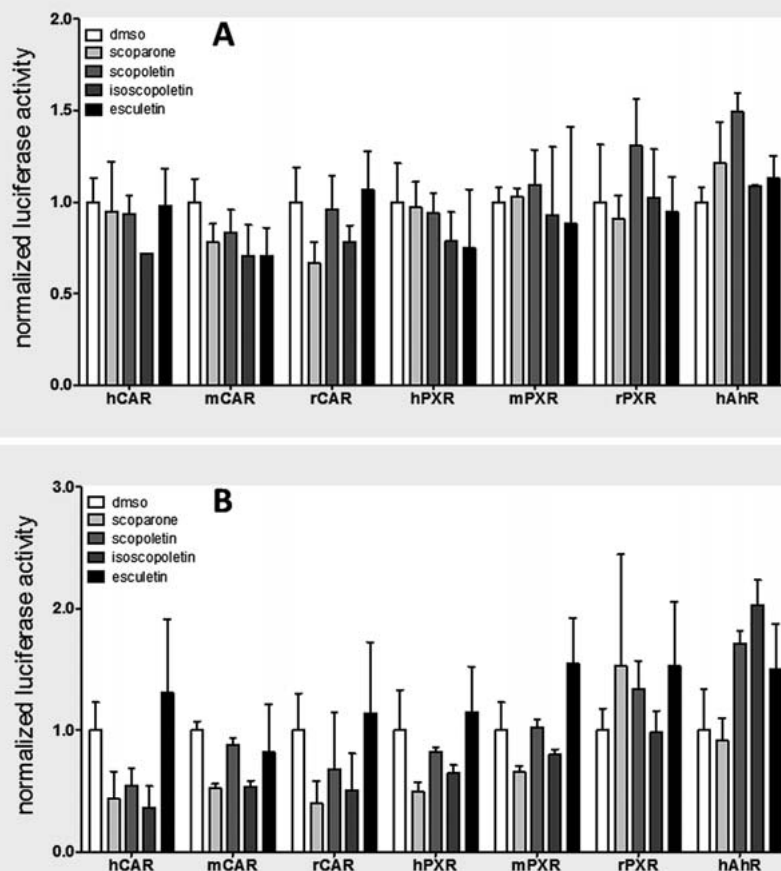 A
2.0
1.5
1.0
0.5
0.0
normalized luciferase activity
dmso
scoparone
scopoletin
isoscopoletin
esculetin
hCAR mCAR rCAR hPXR mPXR rPXR hAhR
B
3.0
2.0
1.0
0.0
normalized luciferase activity
dmso
scoparone
scopoletin
isoscopoletin
esculetin
hCAR mCAR rCAR hPXR mPXR rPXR hAhR